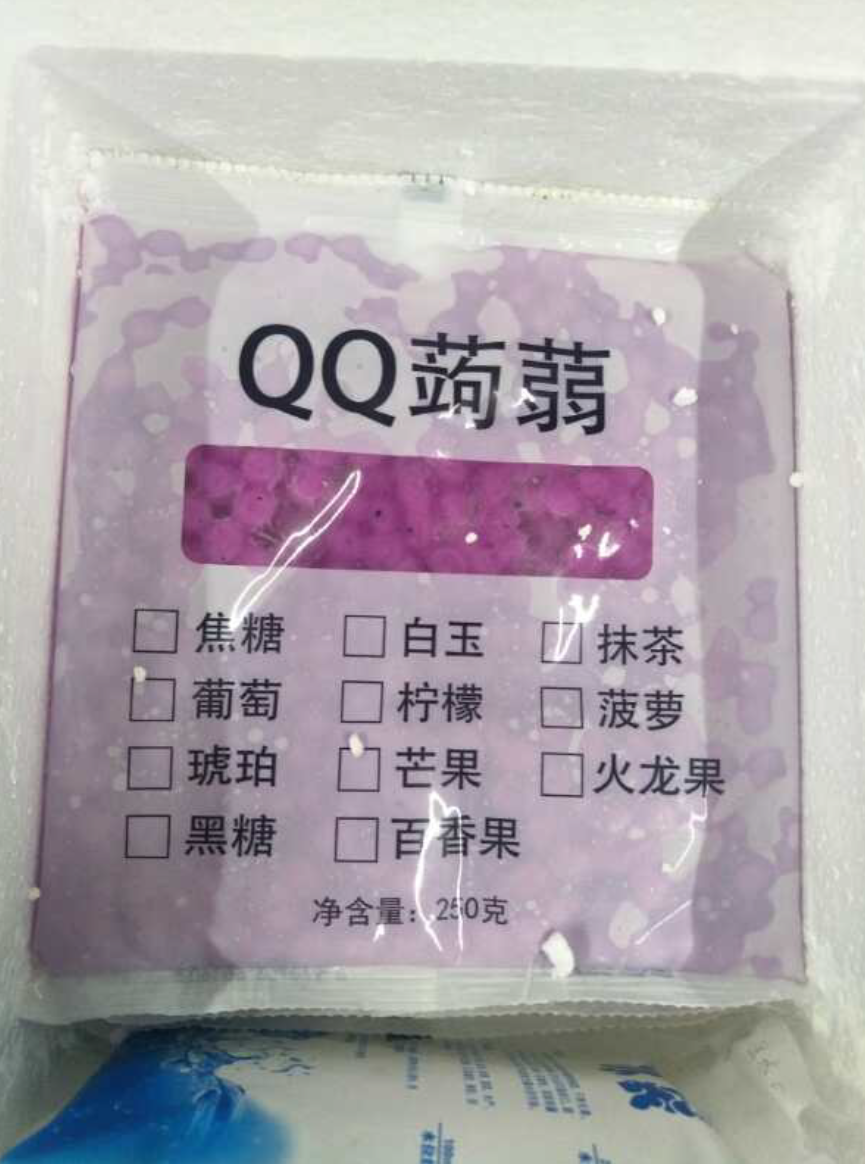 QQ蒟蒻
焦糖 白玉 抹茶
葡萄 柠檬 菠萝
琥珀 芒果 火龙果
黑糖 百香果
净含量：250克